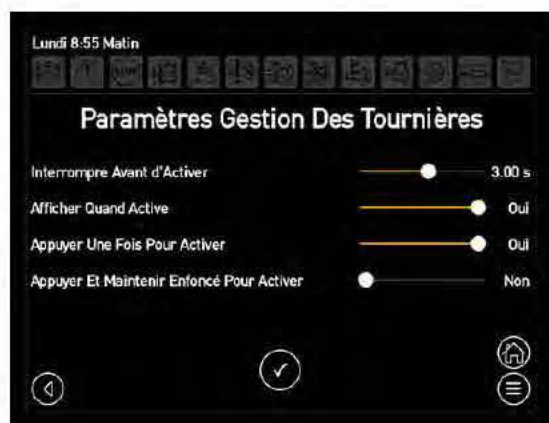 Lundi 8:55 Matin
Paramètres Gestion Des Tournières
Interrompre Avant d'Activer 3.00 s
Afficher Quand Active Oui
Appuyer Une Fois Pour Activer Oui
Appuyer Et Maintenir Enfoncé Pour Activer Non